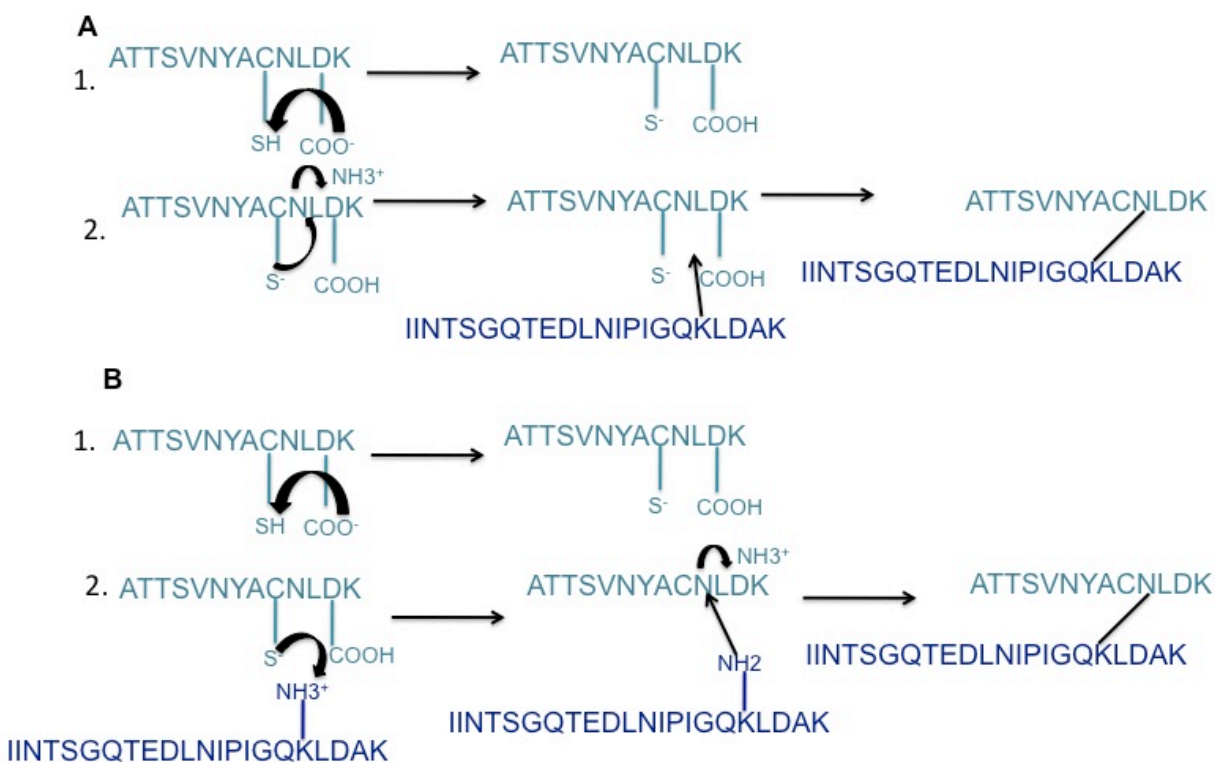 A
1. ATTSVNYACNLDK ATTSVNYACNLDK
SH COO- S- COOH
NH3+
2. ATTSVNYACNLDK ATTSVNYACNLDK ATTSVNYACNLDK
S- COOH S- COOH
IINTSGQTEDLNIPIGQKLDAK
IINTSGQTEDLNIPIGQKLDAK
B
1. ATTSVNYACNLDK ATTSVNYACNLDK
SH COO- S- COOH
NH3+
2. ATTSVNYACNLDK ATTSVNYACNLDK ATTSVNYACNLDK
S- COOH NH2 IINTSGQTEDLNIPIGQKLDAK
NH3+
IINTSGQTEDLNIPIGQKLDAK IINTSGQTEDLNIPIGQKLDAK